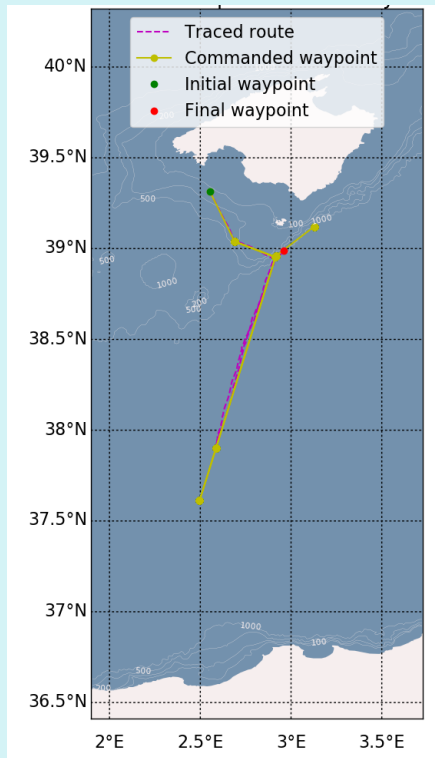 Traced route
Commanded waypoint
Initial waypoint
Final waypoint
40°N
39.5°N
39°N
38.5°N
38°N
37.5°N
37°N
36.5°N
2°E
2.5°E
3°E
3.5°E
500
100
1000
500
1000
200
500
1000
100
500
200